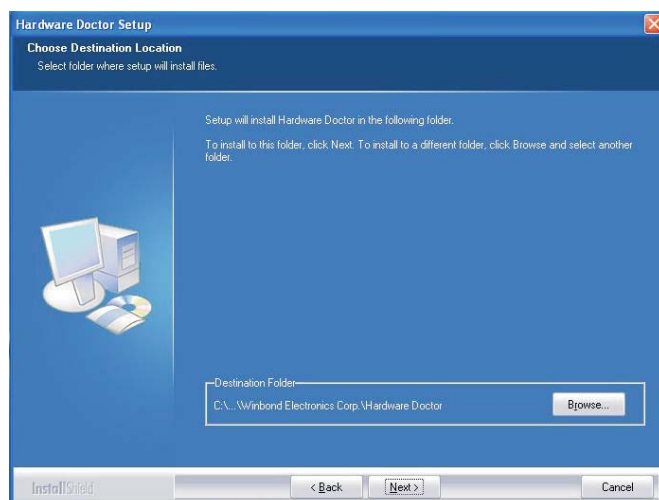 Hardware Doctor Setup
Choose Destination Location
Select folder where setup will install files.
Setup will install Hardware Doctor in the following folder.
To install to this folder, click Next. To install to a different folder, click Browse and select another
folder.
Destination Folder
C:\...\Winbond Electronics Corp.\Hardware Doctor
Browse...
InstallShield
< Back
Next >
Cancel